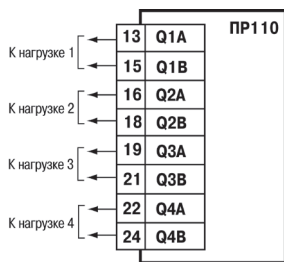 ПР110
К нагрузке 1
13 Q1A
15 Q1B
К нагрузке 2
16 Q2A
18 Q2B
К нагрузке 3
19 Q3A
21 Q3B
К нагрузке 4
22 Q4A
24 Q4B